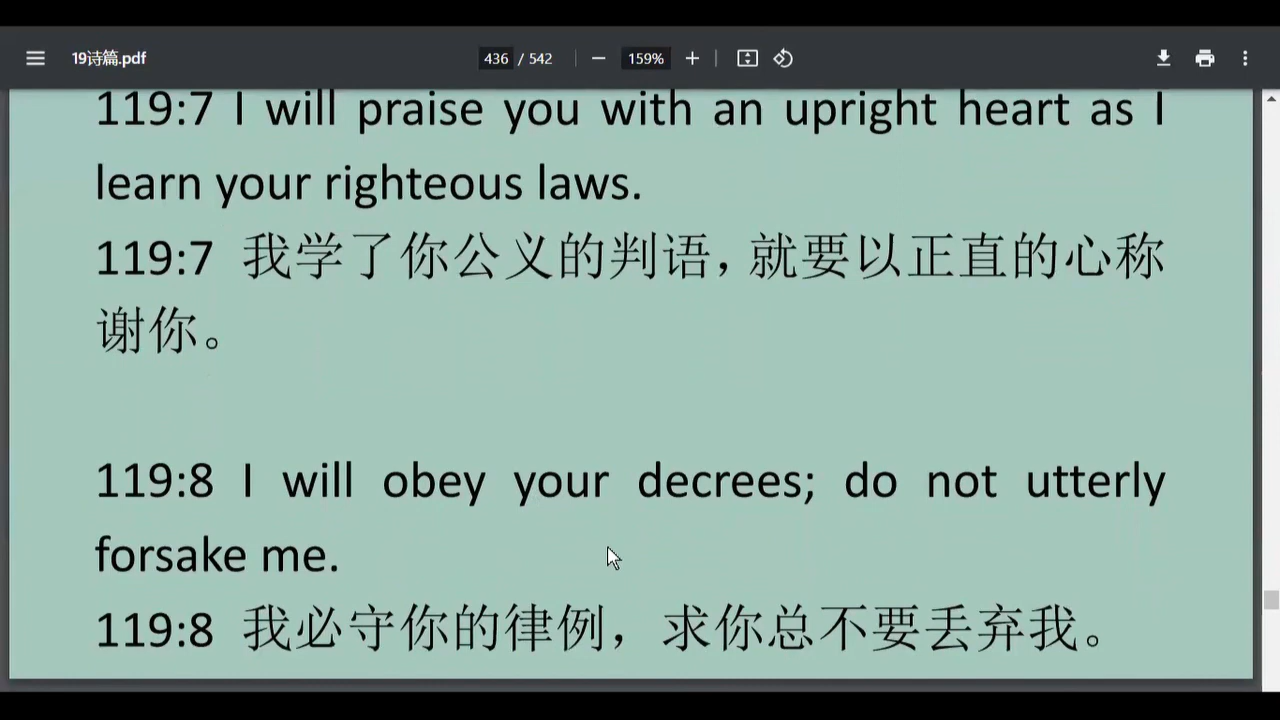 19诗篇.pdf
436 / 542
159%
119:7 I will praise you with an upright heart as I
learn your righteous laws.
119:7 我学了你公义的判语，就要以正直的心称
谢你。
119:8 I will obey your decrees; do not utterly
forsake me.
119:8 我必守你的律例，求你总不要丢弃我。